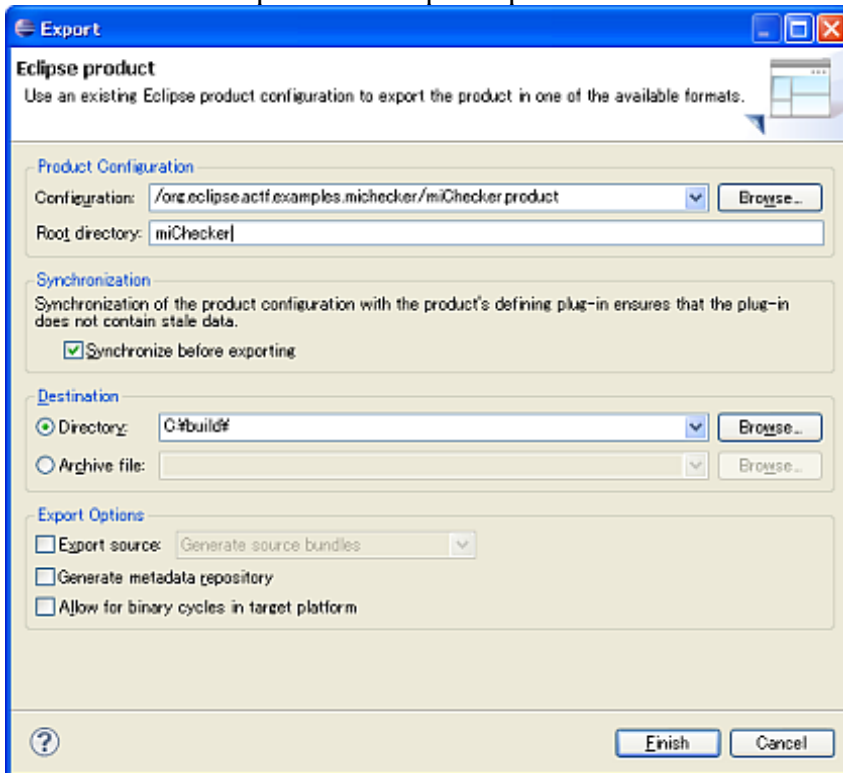 Export
Eclipse product
Use an existing Eclipse product configuration to export the product in one of the available formats.
Product Configuration
Configuration: /org.eclipse.actf.examples.michecker/miChecker.product Browse...
Root directory: miChecker
Synchronization
Synchronization of the product configuration with the product's defining plug-in ensures that the plug-in
does not contain stale data.
Synchronize before exporting
Destination
Directory: C:¥build¥ Browse...
Archive file: Browse...
Export Options
Export source: Generate source bundles
Generate metadata repository
Allow for binary cycles in target platform
? Finish Cancel